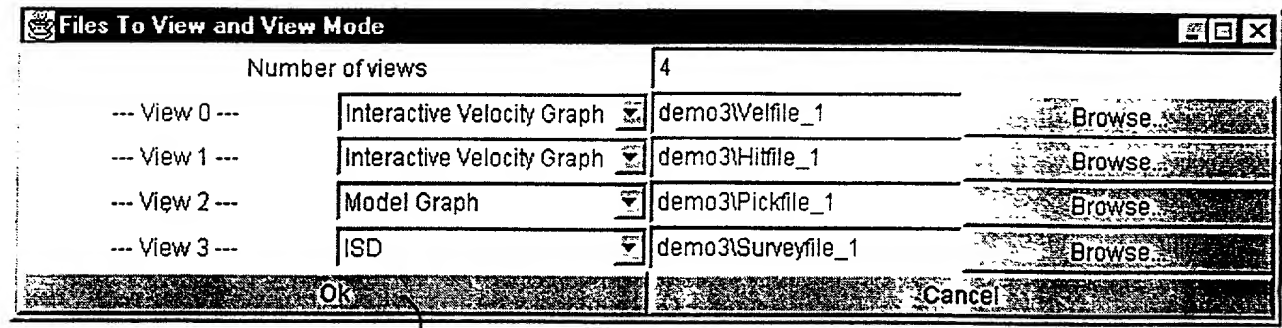 Files To View and View Mode
Number of views 4
--- View 0 --- Interactive Velocity Graph demo3\Velfile_1 Browse..
--- View 1 --- Interactive Velocity Graph demo3\Hitfile_1 Browse..
--- View 2 --- Model Graph demo3\Pickfile_1 Browse..
--- View 3 --- ISD demo3\Surveyfile_1 Browse..
Ok Cancel